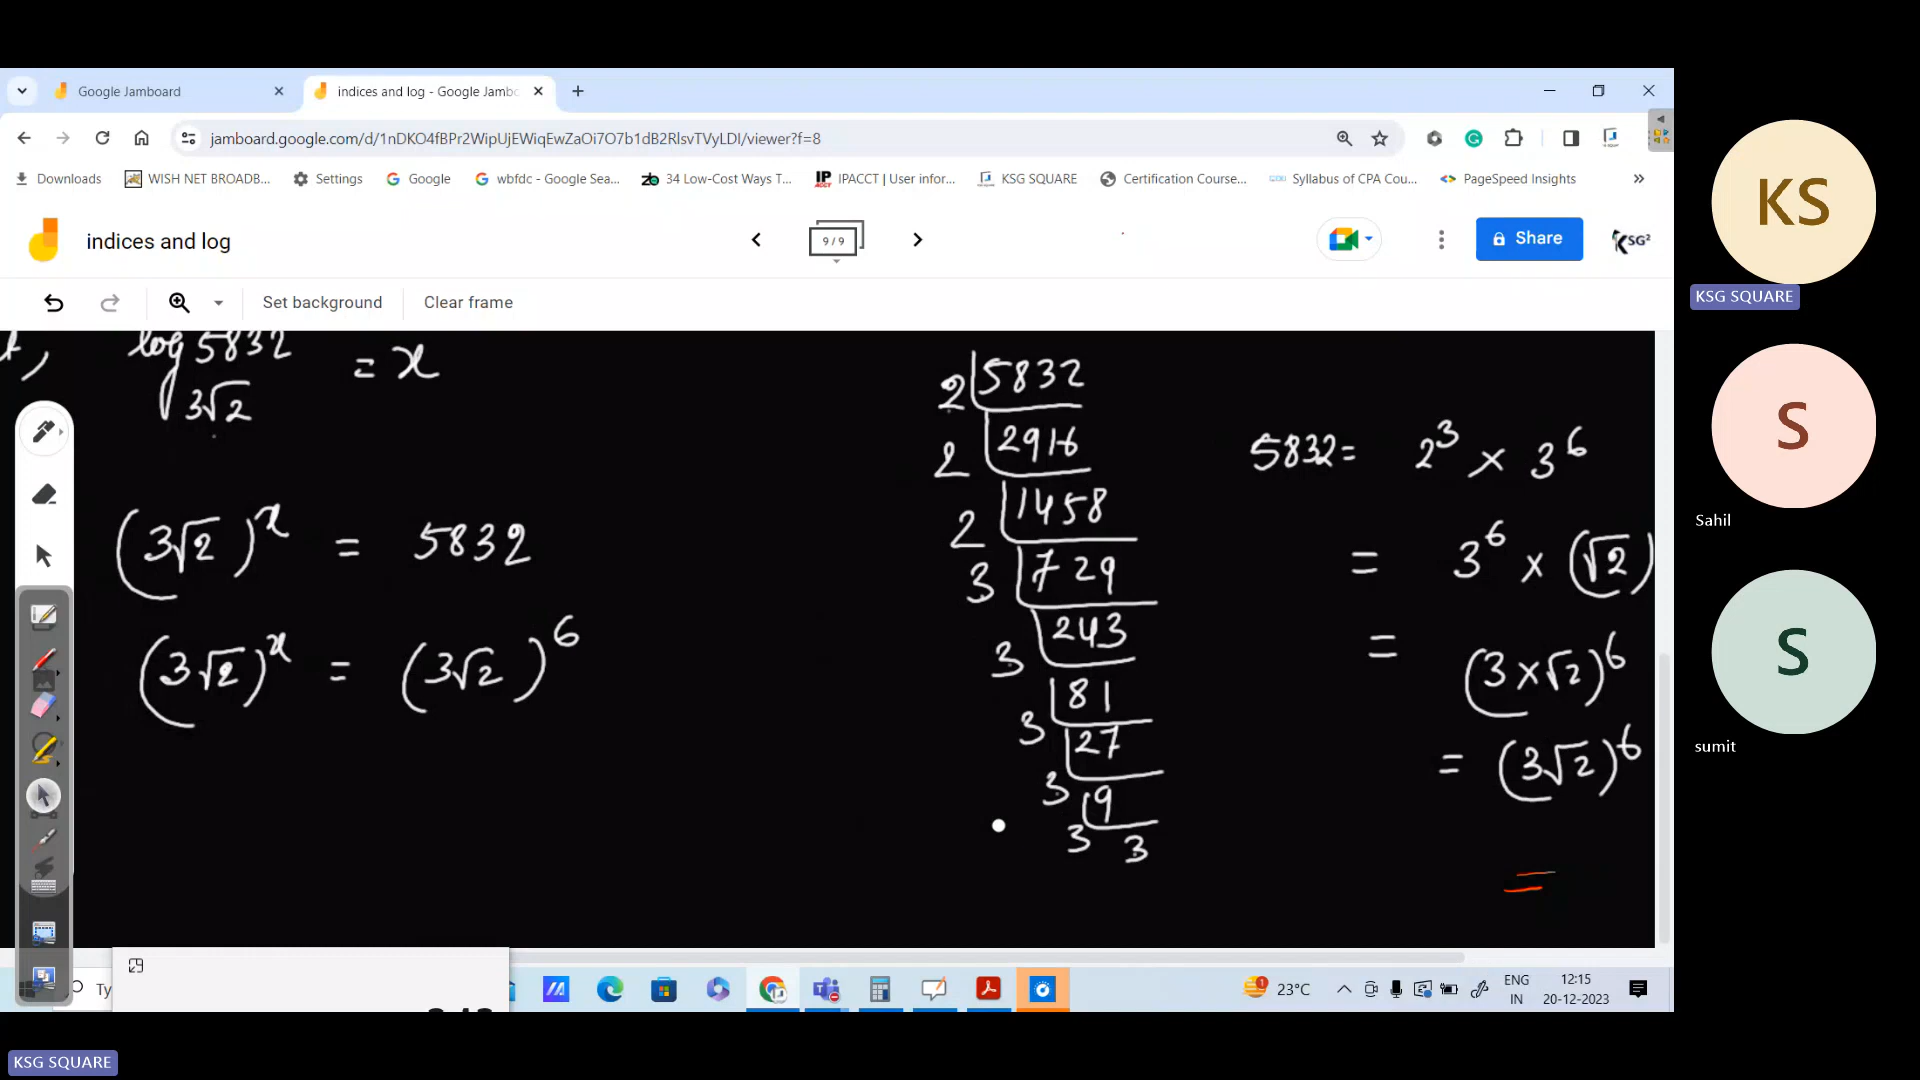 Google Jamboard
indices and log - Google Jambo
jamboard.google.com/d/1nDKO4fBPr2WipUjEWiqEwZaOi7O7b1dB2RlsvTVyLDI/viewer?f=8
Downloads WISH NET BROADB... Settings Google wbfdc - Google Sea... 34 Low-Cost Ways T... IPACCT | User infor... KSG SQUARE Certification Course... Syllabus of CPA Cou... PageSpeed Insights »
indices and log
9 / 9
Share
KSG²
Set background Clear frame
log 5832 = x
3√2
(3√2)^x = 5832
(3√2)^x = (3√2)^6
2 | 5832
2 | 2916
2 | 1458
3 | 729
3 | 243
3 | 81
3 | 27
3 | 9
3
5832 = 2^3 × 3^6
= 3^6 × (√2)
= (3 × √2)^6
= (3√2)^6
=
Ty
23°C
ENG
IN
12:15
20-12-2023
KS
KSG SQUARE
S
Sahil
S
sumit
KSG SQUARE